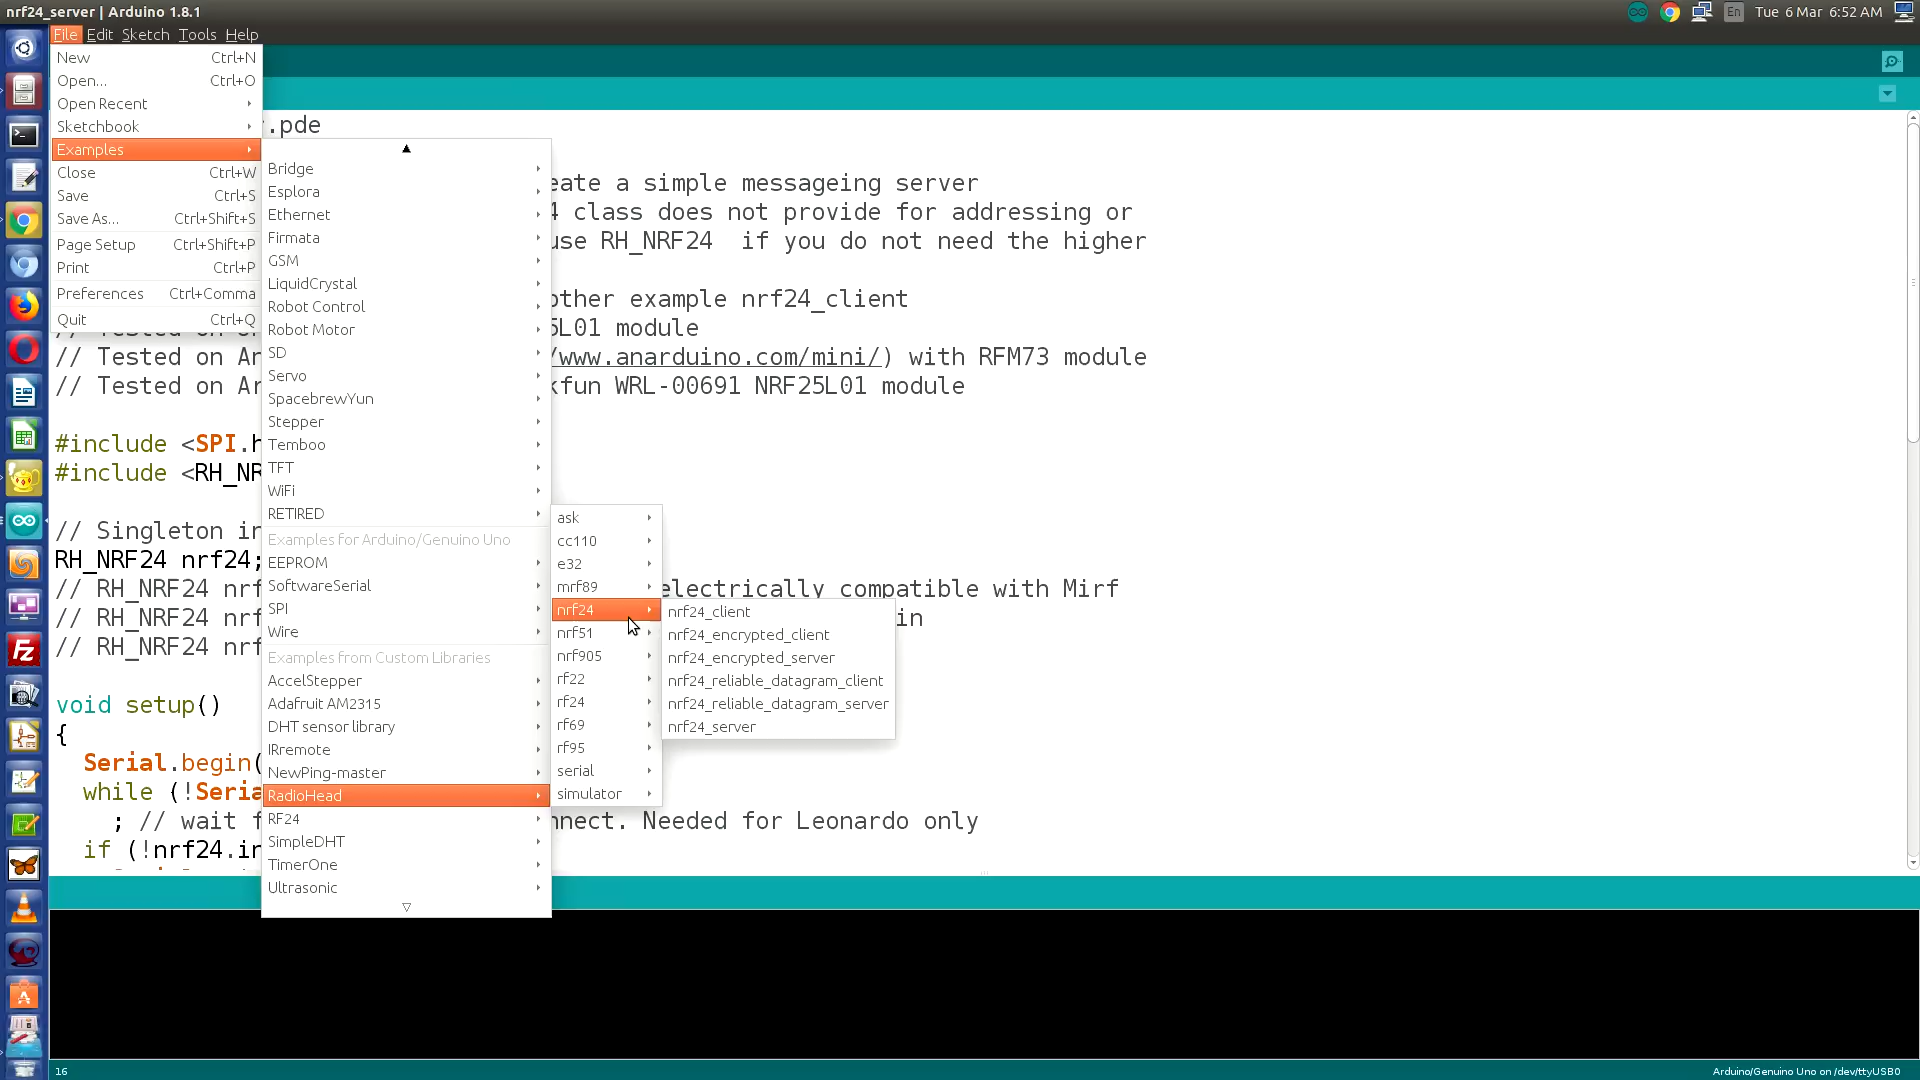 nrf24_server | Arduino 1.8.1
En
Tue 6 Mar 6:52 AM
File Edit Sketch Tools Help
New Ctrl+N
Open... Ctrl+O
Open Recent
Sketchbook
Examples
Close Ctrl+W
Save Ctrl+S
Save As... Ctrl+Shift+S
Page Setup Ctrl+Shift+P
Print Ctrl+P
Preferences Ctrl+Comma
Quit Ctrl+Q
Bridge
Esplora
Ethernet
Firmata
GSM
LiquidCrystal
Robot Control
Robot Motor
SD
Servo
SpacebrewYun
Stepper
Temboo
TFT
WiFi
RETIRED
Examples for Arduino/Genuino Uno
EEPROM
SoftwareSerial
SPI
Wire
Examples from Custom Libraries
AccelStepper
Adafruit AM2315
DHT sensor library
IRremote
NewPing-master
RadioHead
RF24
SimpleDHT
TimerOne
Ultrasonic
ask
cc110
e32
mrf89
nrf24
nrf51
nrf905
rf22
rf24
rf69
rf95
serial
simulator
nrf24_client
nrf24_encrypted_client
nrf24_encrypted_server
nrf24_reliable_datagram_client
nrf24_reliable_datagram_server
nrf24_server
.pde
eate a simple messageing server
4 class does not provide for addressing or
use RH_NRF24 if you do not need the higher
other example nrf24_client
5L01 module
// Tested on Ar /www.anarduino.com/mini/) with RFM73 module
// Tested on Ar kfun WRL-00691 NRF25L01 module
#include <SPI.h
#include <RH_NR
// Singleton in
RH_NRF24 nrf24;
// RH_NRF24 nrf electrically compatible with Mirf
// RH_NRF24 nrf in
// RH_NRF24 nrf
void setup()
{
Serial.begin(
while (!Seria
; // wait f nnect. Needed for Leonardo only
if (!nrf24.in
16
Arduino/Genuino Uno on /dev/ttyUSB0